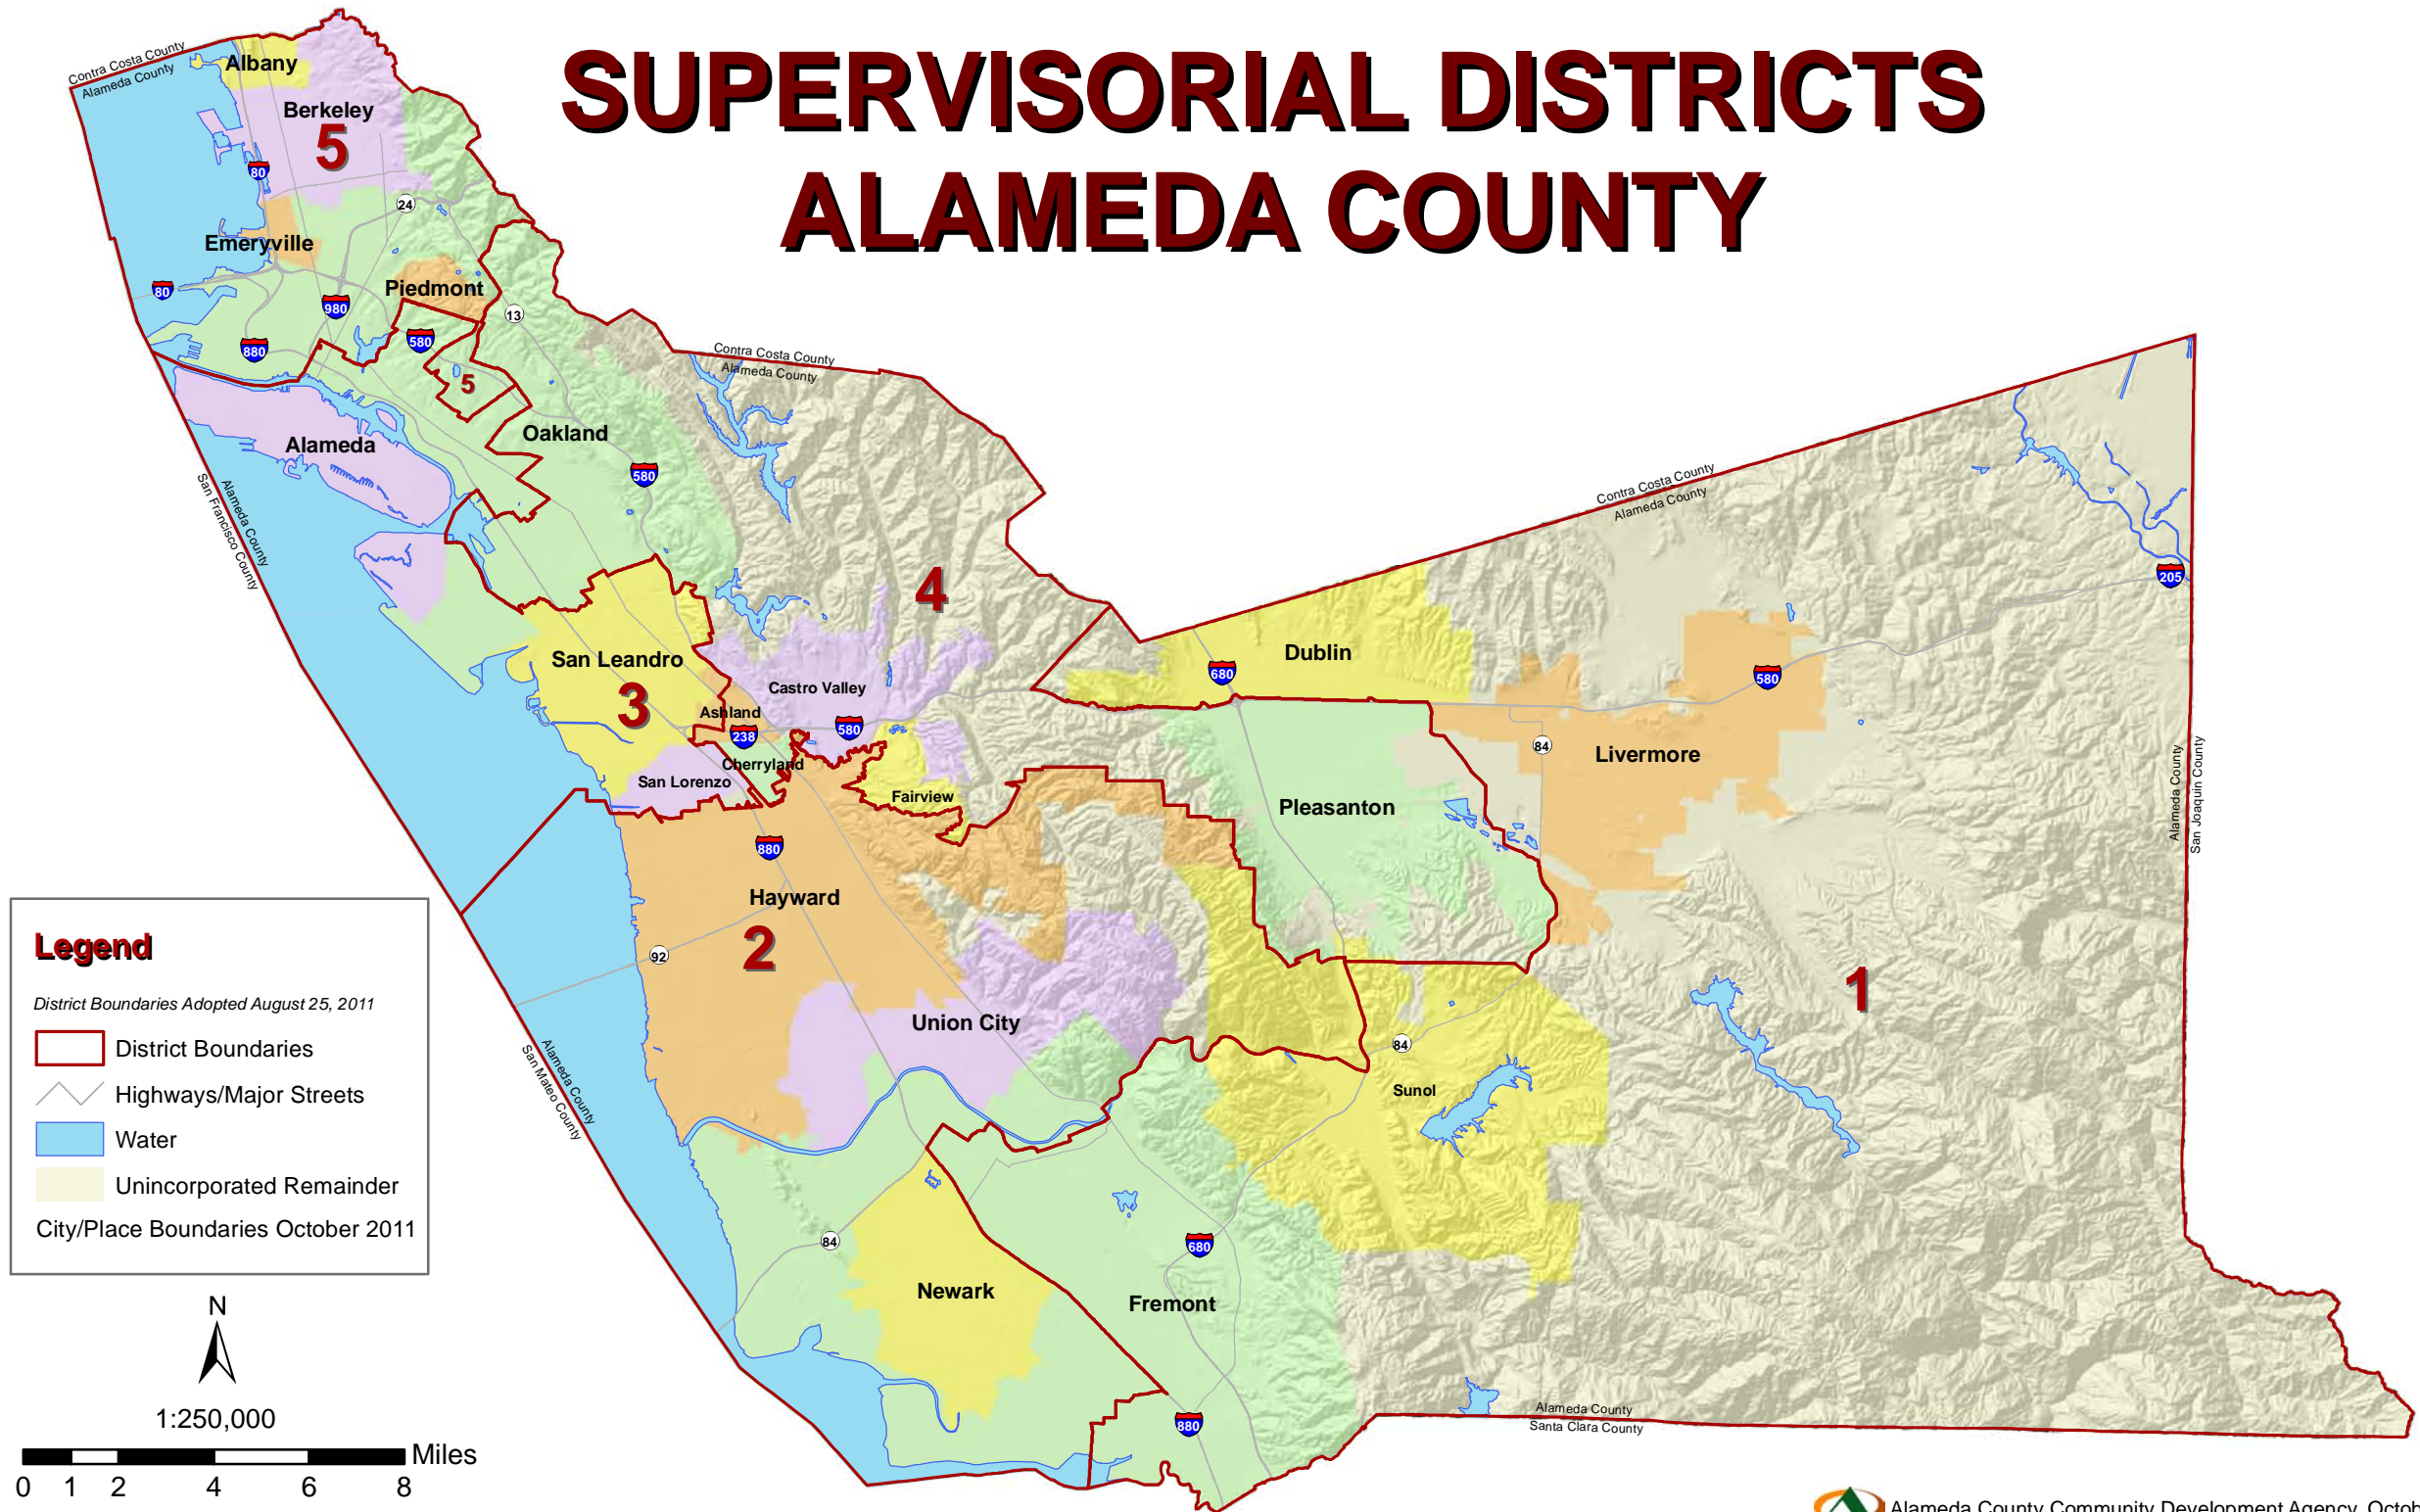 SUPERVISORIAL DISTRICTS
ALAMEDA COUNTY
Contra Costa County
Alameda County
Albany
Berkeley
5
80
24
Emeryville
80
980
Piedmont
13
880
580
5
Contra Costa County
Alameda County
Oakland
Alameda
580
Alameda County
San Francisco County
Contra Costa County
Alameda County
4
205
San Leandro
3
Dublin
680
580
Castro Valley
Ashland
238
580
Cherryland
San Lorenzo
Fairview
84
Livermore
Pleasanton
Alameda County
San Joaquin County
880
Hayward
2
92
1
Union City
Alameda County
San Mateo County
84
Sunol
84
680
Newark
Fremont
880
Alameda County
Santa Clara County
Legend
District Boundaries Adopted August 25, 2011
District Boundaries
Highways/Major Streets
Water
Unincorporated Remainder
City/Place Boundaries October 2011
N
1:250,000
Miles
0 1 2 4 6 8
Alameda County Community Development Agency, Octo